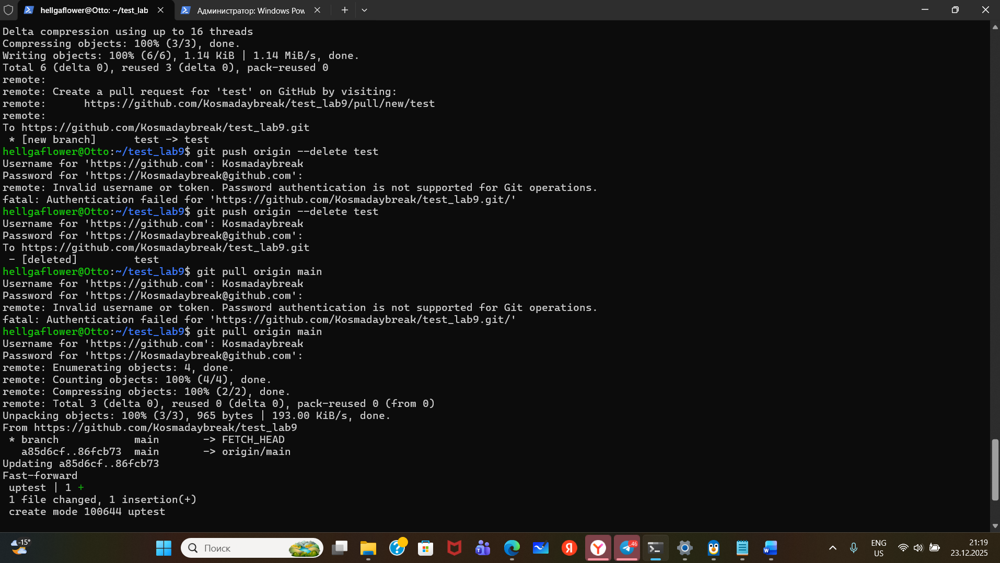 hellgaflower@Otto: ~/test_lab
Администратор: Windows Pow
Delta compression using up to 16 threads
Compressing objects: 100% (3/3), done.
Writing objects: 100% (6/6), 1.14 KiB | 1.14 MiB/s, done.
Total 6 (delta 0), reused 3 (delta 0), pack-reused 0
remote:
remote: Create a pull request for 'test' on GitHub by visiting:
remote:      https://github.com/Kosmadaybreak/test_lab9/pull/new/test
remote:
To https://github.com/Kosmadaybreak/test_lab9.git
 * [new branch]      test -> test
hellgaflower@Otto:~/test_lab9$ git push origin --delete test
Username for 'https://github.com': Kosmadaybreak
Password for 'https://Kosmadaybreak@github.com':
remote: Invalid username or token. Password authentication is not supported for Git operations.
fatal: Authentication failed for 'https://github.com/Kosmadaybreak/test_lab9.git/'
hellgaflower@Otto:~/test_lab9$ git push origin --delete test
Username for 'https://github.com': Kosmadaybreak
Password for 'https://Kosmadaybreak@github.com':
To https://github.com/Kosmadaybreak/test_lab9.git
 - [deleted]         test
hellgaflower@Otto:~/test_lab9$ git pull origin main
Username for 'https://github.com': Kosmadaybreak
Password for 'https://Kosmadaybreak@github.com':
remote: Invalid username or token. Password authentication is not supported for Git operations.
fatal: Authentication failed for 'https://github.com/Kosmadaybreak/test_lab9.git/'
hellgaflower@Otto:~/test_lab9$ git pull origin main
Username for 'https://github.com': Kosmadaybreak
Password for 'https://Kosmadaybreak@github.com':
remote: Enumerating objects: 4, done.
remote: Counting objects: 100% (4/4), done.
remote: Compressing objects: 100% (2/2), done.
remote: Total 3 (delta 0), reused 0 (delta 0), pack-reused 0 (from 0)
Unpacking objects: 100% (3/3), 965 bytes | 193.00 KiB/s, done.
From https://github.com/Kosmadaybreak/test_lab9
 * branch            main       -> FETCH_HEAD
   a85d6cf..86fcb73  main       -> origin/main
Updating a85d6cf..86fcb73
Fast-forward
 uptest | 1 +
 1 file changed, 1 insertion(+)
 create mode 100644 uptest
-15°
Поиск
Я
.46
ENG
US
21:19
23.12.2025